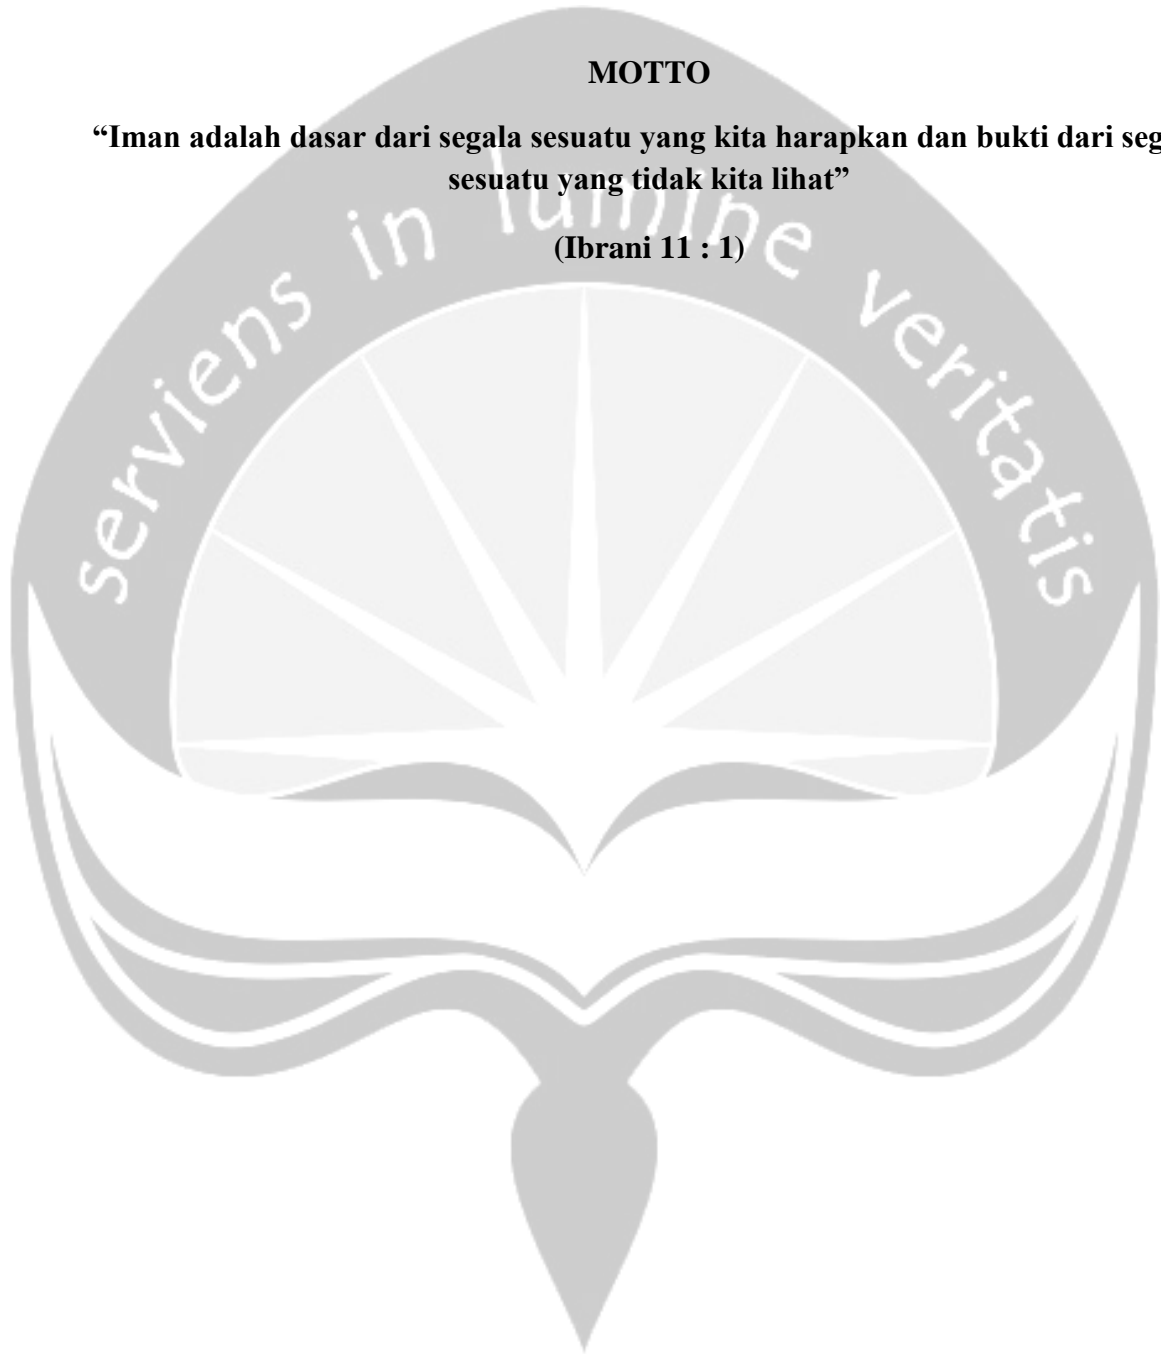 MOTTO
“Iman adalah dasar dari segala sesuatu yang kita harapkan dan bukti dari seg
sesuatu yang tidak kita lihat”
(Ibrani 11 : 1)
serviens in lumine veritatis